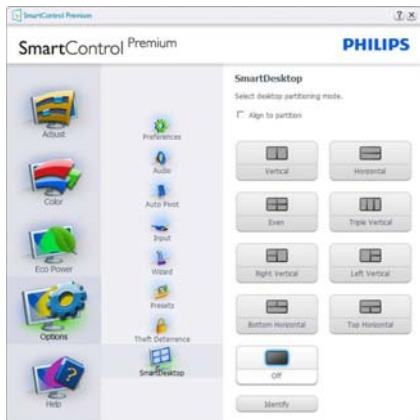 SmartControl Premium
SmartControl Premium
PHILIPS
Adjust
Color
Eco Power
Options
Help
Preferences
Audio
Auto Pivot
Input
Wizard
Presets
Theft Deterrence
SmartDesktop
SmartDesktop
Select desktop partitioning mode.
Align to partition
Vertical
Horizontal
Even
Triple Vertical
Right Vertical
Left Vertical
Bottom Horizontal
Top Horizontal
Off
Identify